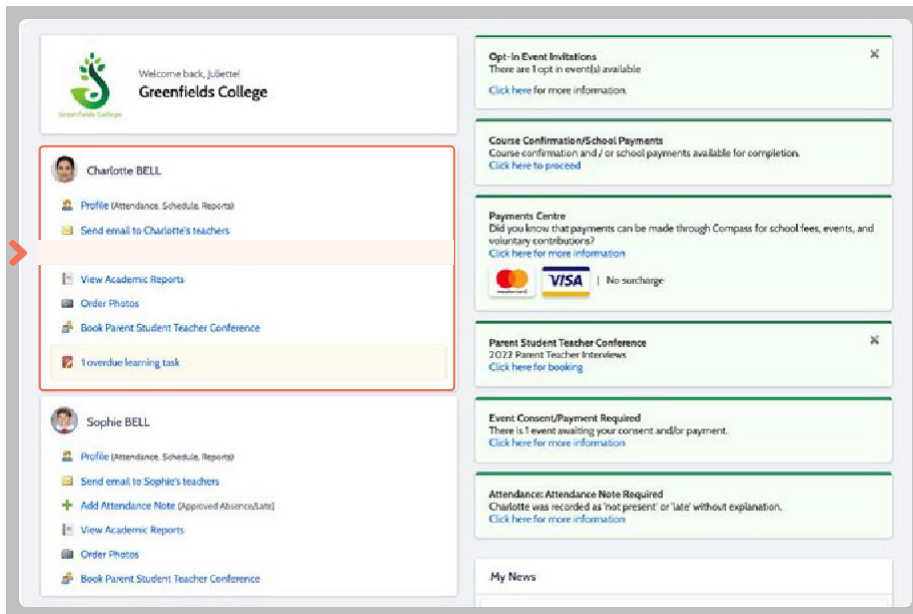 Welcome back, Juliette!
Greenfields College
Greenfields College
Charlotte BELL
Profile (Attendance, Schedule, Reports)
Send email to Charlotte's teachers
View Academic Reports
Order Photos
Book Parent Student Teacher Conference
1 overdue learning task
Sophie BELL
Profile (Attendance, Schedule, Reports)
Send email to Sophie's teachers
Add Attendance Note (Approved Absence/Late)
View Academic Reports
Order Photos
Book Parent Student Teacher Conference
Opt-In Event Invitations
There are 1 opt in event(s) available
Click here for more information.
Course Confirmation/School Payments
Course confirmation and / or school payments available for completion.
Click here to proceed
Payments Centre
Did you know that payments can be made through Compass for school fees, events, and
voluntary contributions?
Click here for more information
mastercard
VISA | No surcharge
Parent Student Teacher Conference
2022 Parent Teacher Interviews
Click here for booking
Event Consent/Payment Required
There is 1 event awaiting your consent and/or payment.
Click here for more information
Attendance: Attendance Note Required
Charlotte was recorded as 'not present' or 'late' without explanation.
Click here for more information
My News